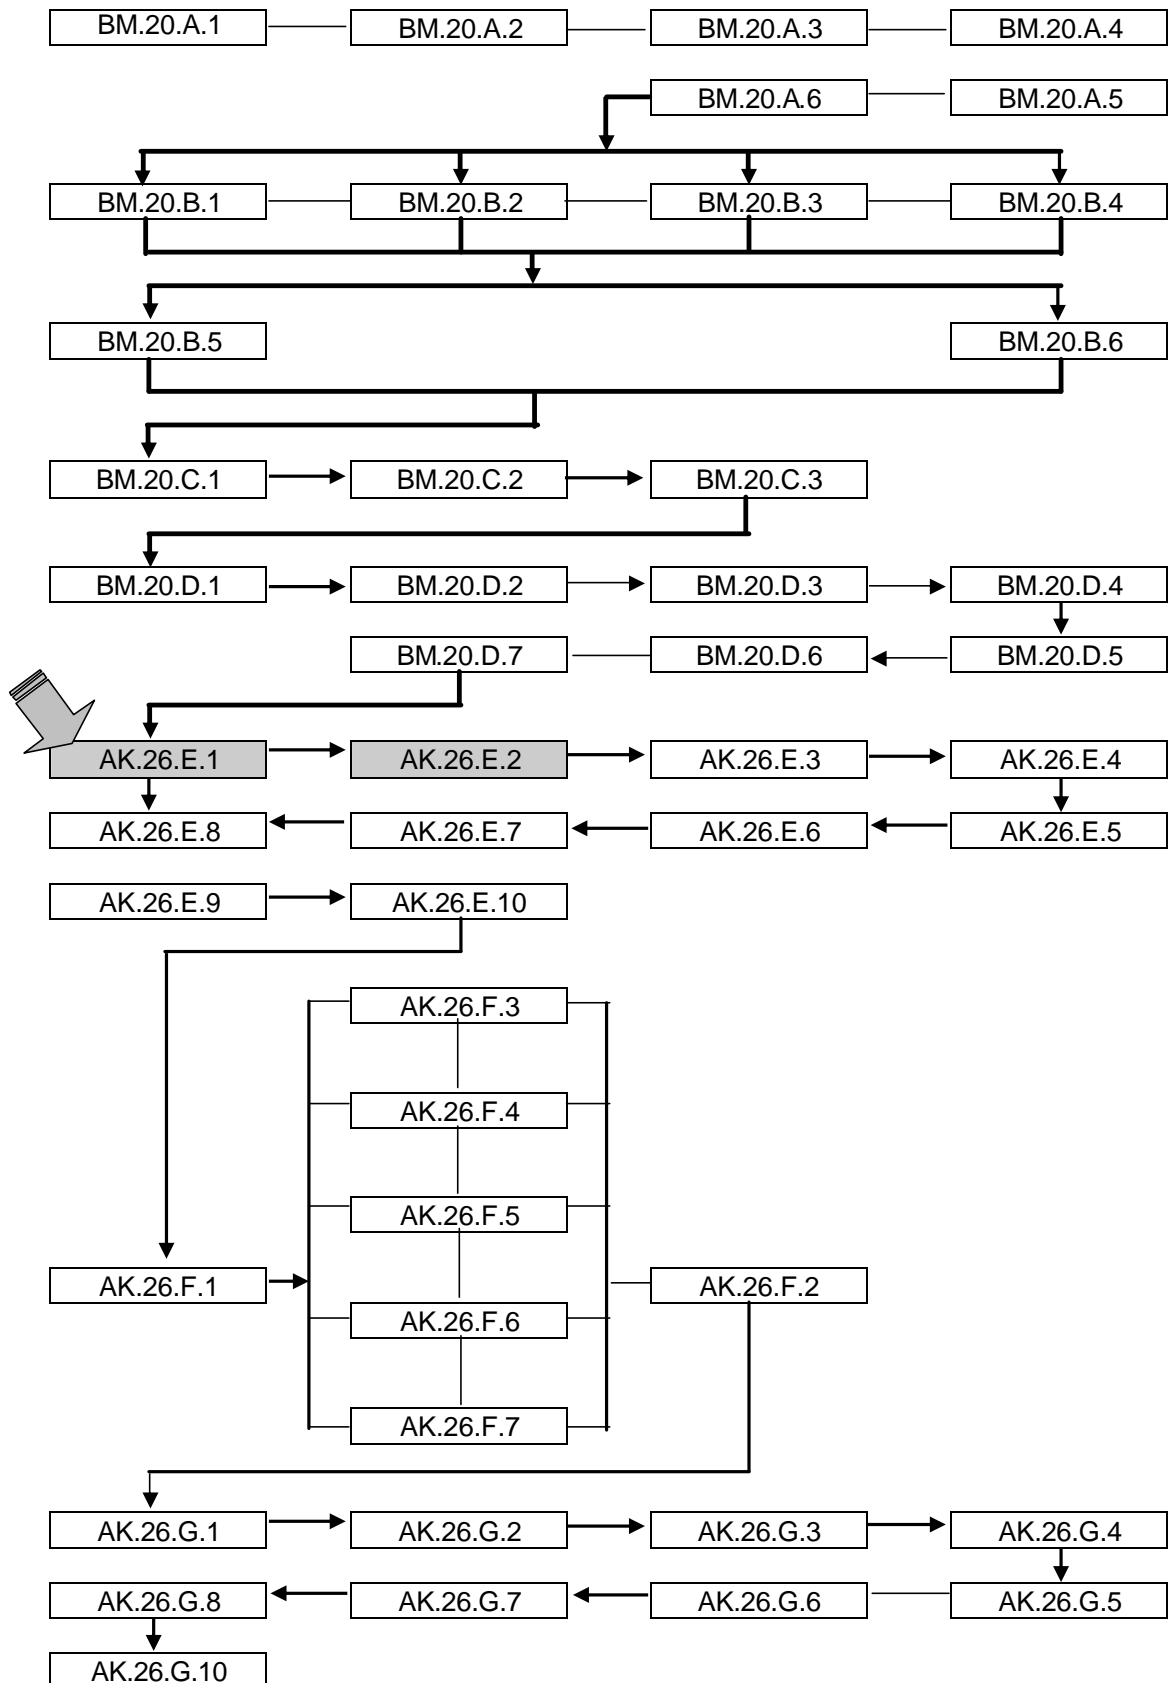 BM.20.A.1 BM.20.A.2 BM.20.A.3 BM.20.A.4
BM.20.A.6 BM.20.A.5
BM.20.B.1 BM.20.B.2 BM.20.B.3 BM.20.B.4
BM.20.B.5 BM.20.B.6
BM.20.C.1 BM.20.C.2 BM.20.C.3
BM.20.D.1 BM.20.D.2 BM.20.D.3 BM.20.D.4
BM.20.D.7 BM.20.D.6 BM.20.D.5
AK.26.E.1 AK.26.E.2 AK.26.E.3 AK.26.E.4
AK.26.E.8 AK.26.E.7 AK.26.E.6 AK.26.E.5
AK.26.E.9 AK.26.E.10
AK.26.F.3
AK.26.F.4
AK.26.F.5
AK.26.F.1 AK.26.F.2
AK.26.F.6
AK.26.F.7
AK.26.G.1 AK.26.G.2 AK.26.G.3 AK.26.G.4
AK.26.G.8 AK.26.G.7 AK.26.G.6 AK.26.G.5
AK.26.G.10